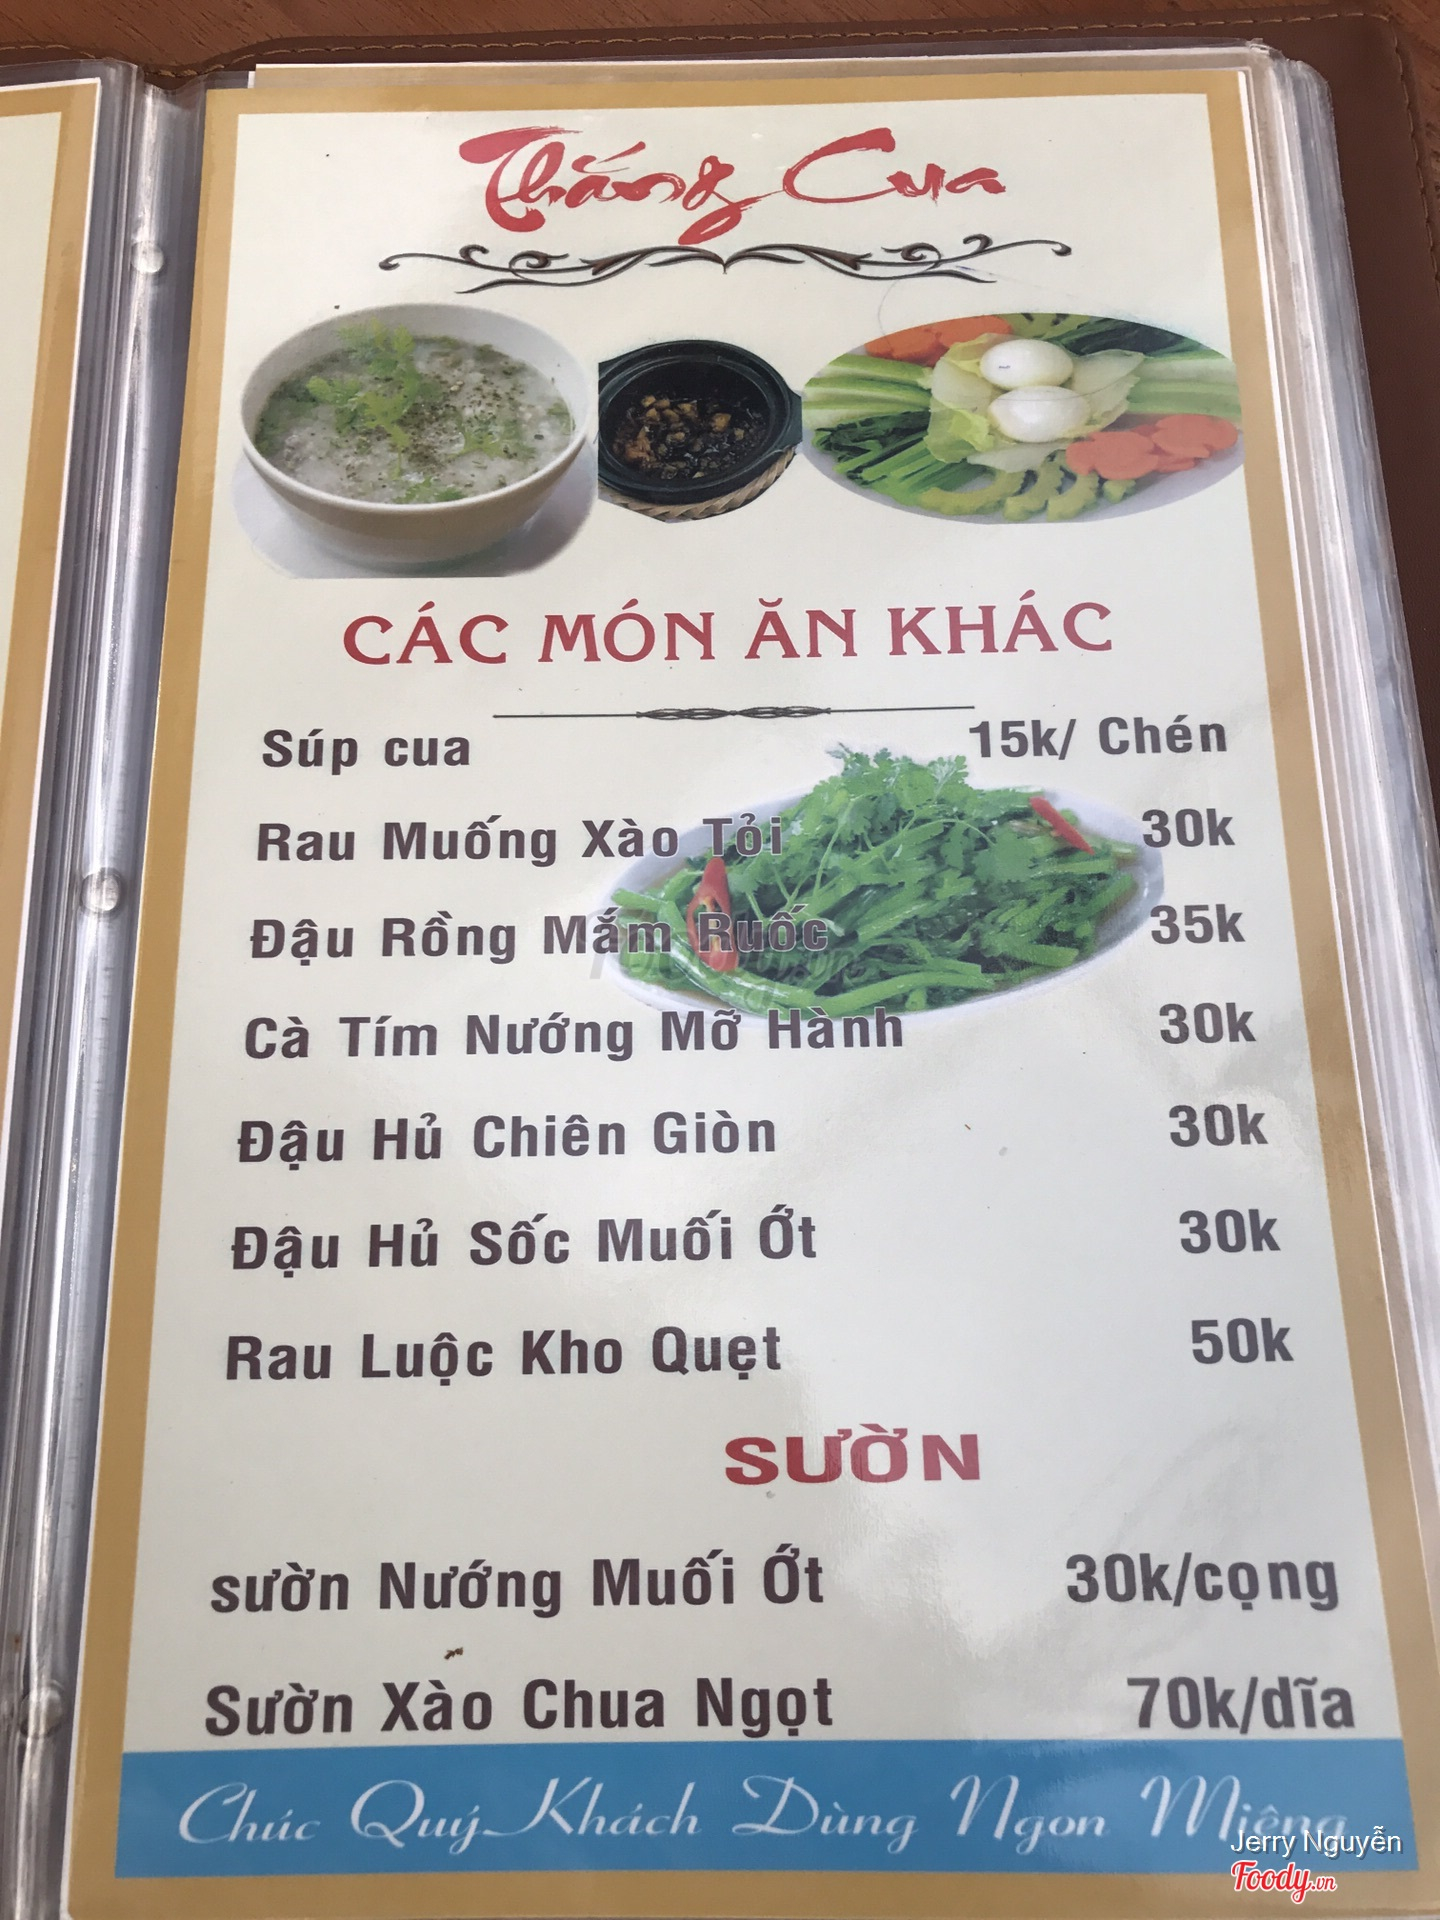 Thắng Cua
CÁC MÓN ĂN KHÁC
Súp cua 15k/ Chén
Rau Muống Xào Tỏi 30k
Đậu Rồng Mắm Ruốc 35k
Cà Tím Nướng Mỡ Hành 30k
Đậu Hủ Chiên Giòn 30k
Đậu Hủ Sốc Muối Ớt 30k
Rau Luộc Kho Quẹt 50k
SƯỜN
sườn Nướng Muối Ớt 30k/cọng
Sườn Xào Chua Ngọt 70k/dĩa
Chúc Quý Khách Dùng Ngon Miệng
Jerry Nguyễn
Foody.vn